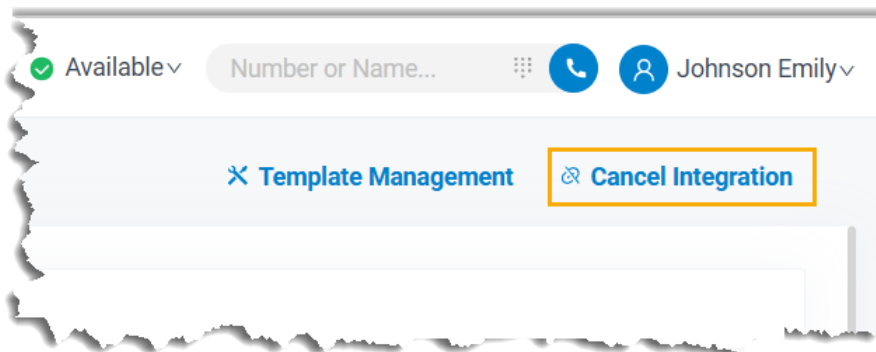 Available Number or Name... Johnson Emily
Template Management Cancel Integration